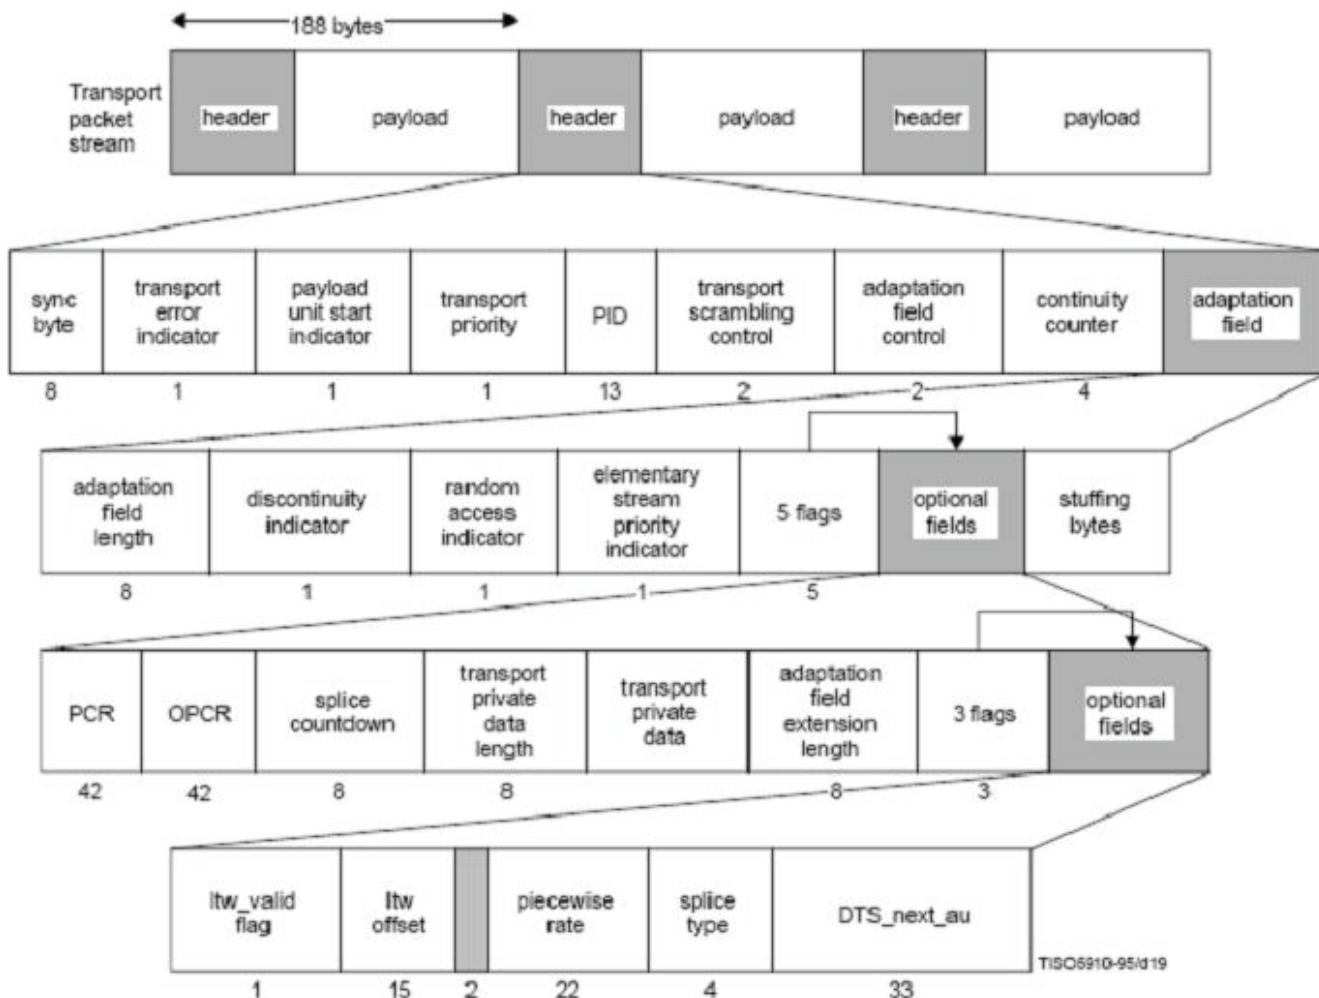 188 bytes
Transport
packet
stream
header
payload
header
payload
header
payload
sync
byte
transport
error
indicator
payload
unit start
indicator
transport
priority
PID
transport
scrambling
control
adaptation
field
control
continuity
counter
adaptation
field
8
1
1
1
13
2
2
4
adaptation
field
length
discontinuity
indicator
random
access
indicator
elementary
stream
priority
indicator
5 flags
optional
fields
stuffing
bytes
8
1
1
1
5
PCR
OPCR
splice
countdown
transport
private
data
length
transport
private
data
adaptation
field
extension
length
3 flags
optional
fields
42
42
8
8
8
3
ltw_valid
flag
ltw
offset
piecewise
rate
splice
type
DTS_next_au
TISO5910-95/d19
1
15
2
22
4
33